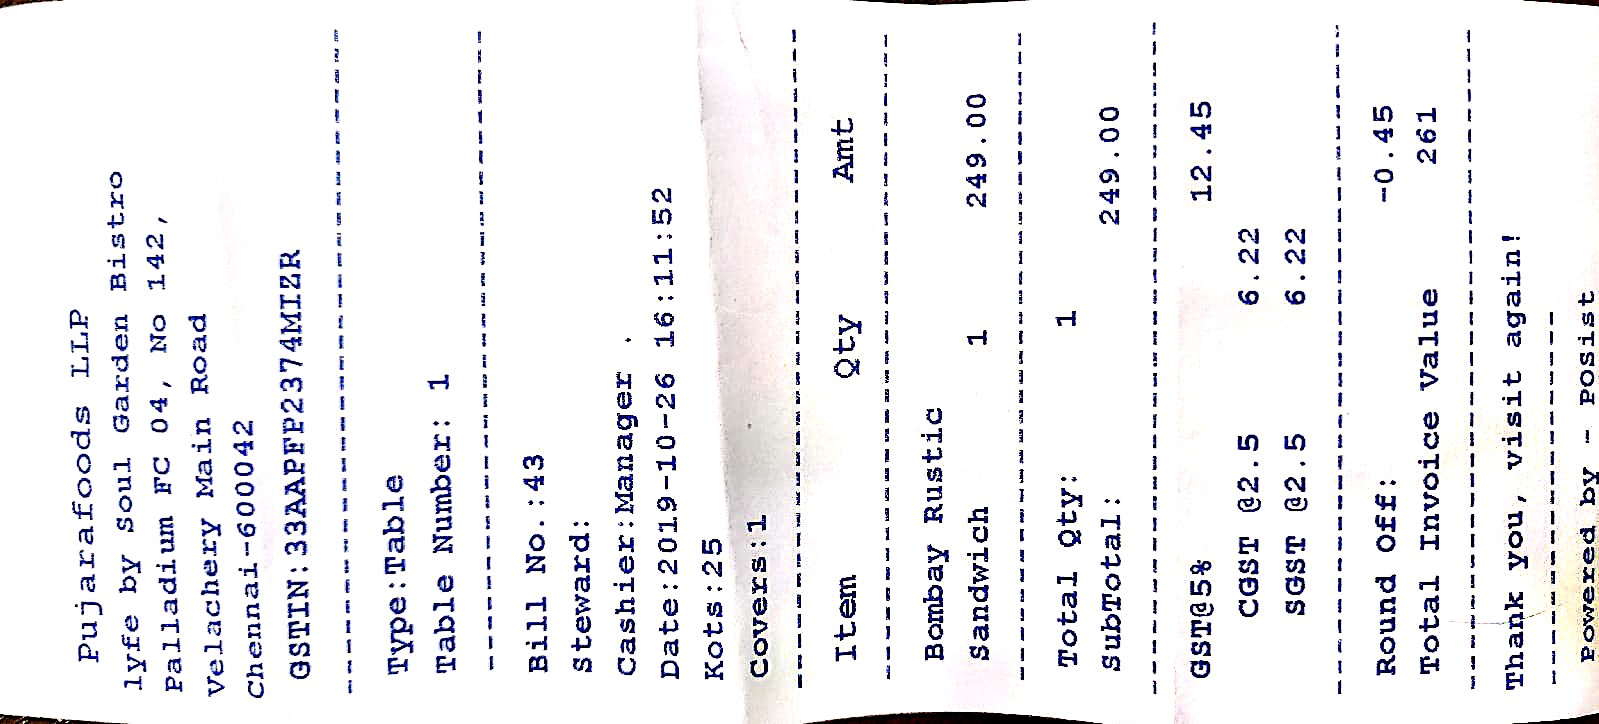 Pujarafoods LLP
lyfe by Soul Garden Bistro
Palladium FC 04, No 142,
Velachery Main Road
Chennai-600042
GSTIN:33AAPFP2374M1ZR
Type:Table
Table Number: 1
Bill No.:43
Steward:
Cashier:Manager .
Date:2019-10-26 16:11:52
Kots:25
Covers:1
Item Qty Amt
Bombay Rustic
Sandwich 1 249.00
Total Qty: 1
SubTotal: 249.00
GST@5% 12.45
CGST @2.5 6.22
SGST @2.5 6.22
Round Off: -0.45
Total Invoice Value 261
Thank you, visit again!
Powered by - POSist